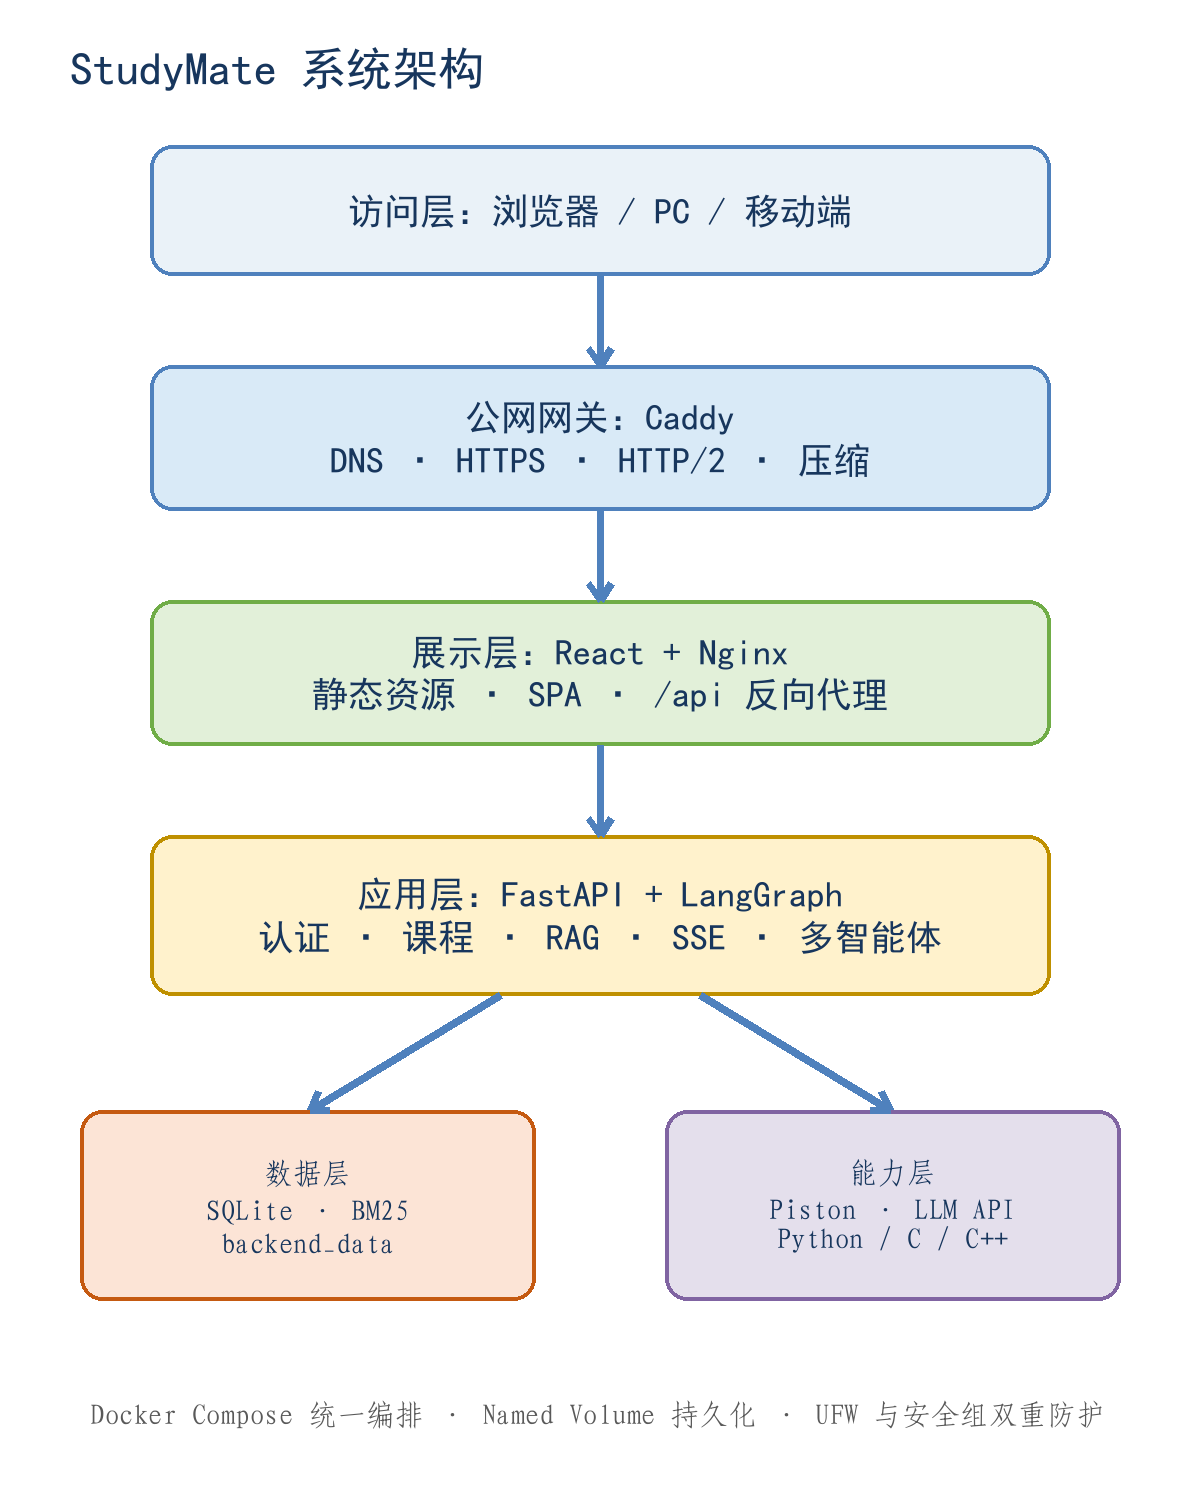 StudyMate 系统架构
访问层：浏览器 / PC / 移动端
公网网关：Caddy
DNS · HTTPS · HTTP/2 · 压缩
展示层：React + Nginx
静态资源 · SPA · /api 反向代理
应用层：FastAPI + LangGraph
认证 · 课程 · RAG · SSE · 多智能体
数据层
SQLite · BM25
backend_data
能力层
Piston · LLM API
Python / C / C++
Docker Compose 统一编排 · Named Volume 持久化 · UFW 与安全组双重防护